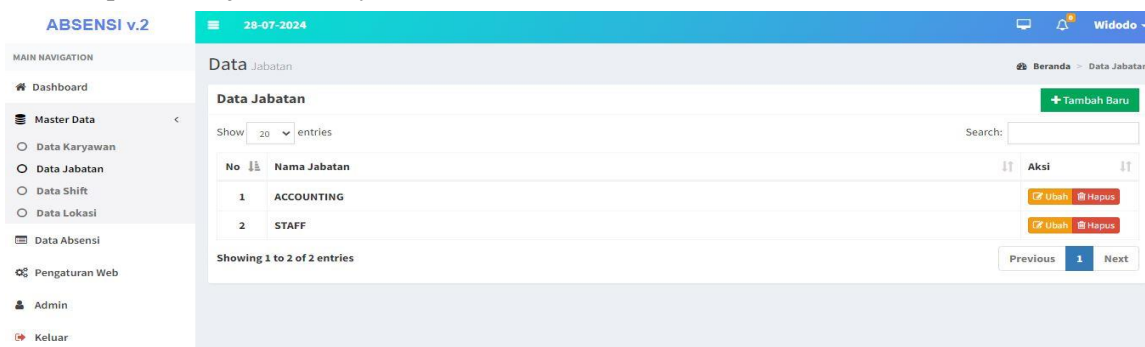 ABSENSI v.2
28-07-2024
0
Widodo
MAIN NAVIGATION
Dashboard
Master Data
Data Karyawan
Data Jabatan
Data Shift
Data Lokasi
Data Absensi
Pengaturan Web
Admin
Keluar
Data Jabatan
Beranda > Data Jabatan
Data Jabatan
+ Tambah Baru
Show 20 entries
Search:
No Nama Jabatan Aksi
1 ACCOUNTING Ubah Hapus
2 STAFF Ubah Hapus
Showing 1 to 2 of 2 entries
Previous 1 Next